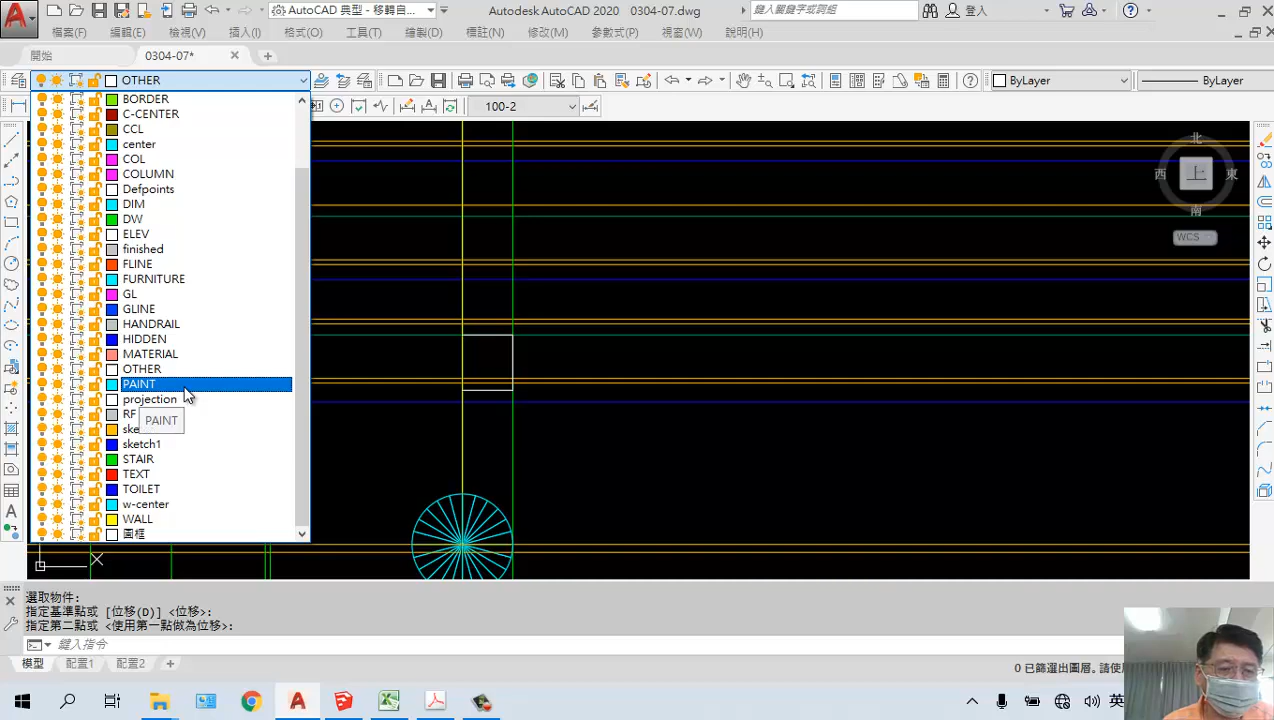 AutoCAD 典型 - 移轉自...
Autodesk AutoCAD 2020
0304-07.dwg
鍵入關鍵字或詞組
登入
檔案(F)
編輯(E)
檢視(V)
插入(I)
格式(O)
工具(T)
繪製(D)
標註(N)
修改(M)
參數式(P)
視窗(W)
說明(H)
開始
0304-07*
OTHER
ByLayer
ByLayer
100-2
BORDER
C-CENTER
CCL
center
COL
COLUMN
Defpoints
DIM
DW
ELEV
finished
FLINE
FURNITURE
GL
GLINE
HANDRAIL
HIDDEN
MATERIAL
OTHER
PAINT
projection
RF
PAINT
ske
sketch1
STAIR
TEXT
TOILET
w-center
WALL
圖框
北
西
上
東
南
WCS
選取物件:
指定基準點或 [位移(D)] <位移>:
指定第二點或 <使用第一點做為位移>:
鍵入指令
模型
配置1
配置2
0 已篩選出圖層。請使用
英